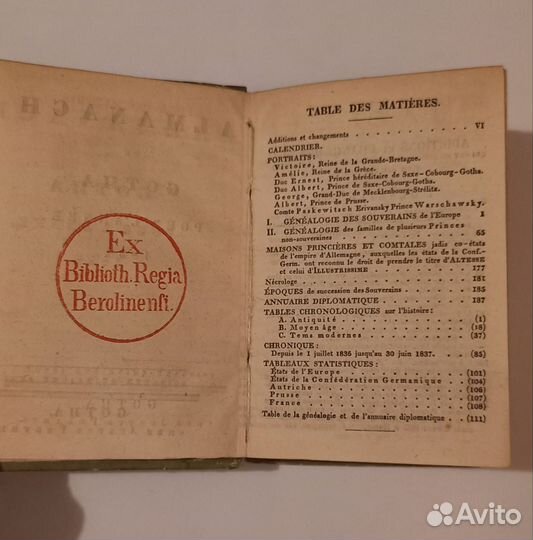 ALMANACH
Ex
Biblioth. Regia
Berolinensi.
TABLE DES MATIÈRES.
Additions et changements . . . . . . . . . . VI
CALENDRIER.
PORTRAITS:
Victoire, Reine de la Grande-Bretagne.
Amélie, Reine de la Grèce.
Duc Ernest, Prince héréditaire de Saxe-Cobourg-Gotha.
Duc Albert, Prince de Saxe-Cobourg-Gotha.
George, Grand-Duc de Mecklenbourg-Strélitz.
Albert, Prince de Prusse.
Comte Paskewitsch Erivansky Prince Warschawsky.
I. GÉNÉALOGIE DES SOUVERAINS de l'Europe 1
II. GÉNÉALOGIE des familles de plusieurs Princes
non-souverains . . . . . . . . . . 65
MAISONS PRINCIÈRES ET COMTALES jadis co-états
de l'empire d'Allemagne, auxquelles les états de la Conf.
Germ. ont reconnu le droit de prendre le titre d'ALTESSE
et celui d'ILLUSTRISSIME . . . . . . . . . . 177
Nécrologe . . . . . . . . . . 181
ÉPOQUES de succession des Souverains . . . . 185
ANNUAIRE DIPLOMATIQUE . . . . . . . 187
TABLES CHRONOLOGIQUES sur l'histoire:
A. Antiquité . . . . . . . . . . (1)
B. Moyen âge . . . . . . . . . . (18)
C. Tems modernes . . . . . . . . . . (37)
CHRONIQUE:
Depuis le 1 juillet 1836 jusqu'au 30 juin 1837. . . (85)
TABLEAUX STATISTIQUES:
États de l'Europe . . . . . . . . . . (101)
États de la Confédération Germanique . . . (104)
Autriche . . . . . . . . . . (106)
Prusse . . . . . . . . . . (107)
France . . . . . . . . . . (108)
Table de la généalogie et de l'annuaire diplomatique . . (111)
Avito